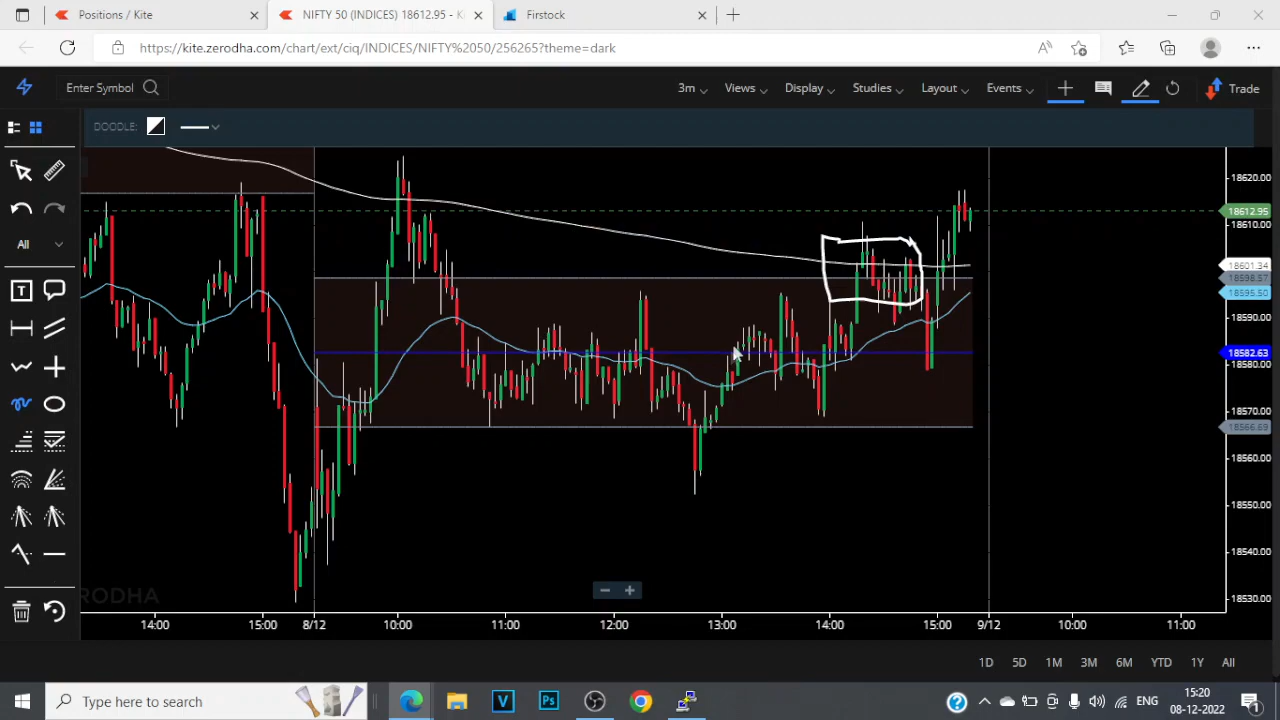 Positions / Kite
NIFTY 50 (INDICES) 18612.95 - K
Firstock
https://kite.zerodha.com/chart/ext/ciq/INDICES/NIFTY%2050/256265?theme=dark
Enter Symbol
3m
Views
Display
Studies
Layout
Events
Trade
DOODLE:
All
18620.00
18612.95
18610.00
18601.34
18598.57
18595.50
18590.00
18582.63
18580.00
18570.00
18566.69
18560.00
18550.00
18540.00
18530.00
RODHA
14:00
15:00
8/12
10:00
11:00
12:00
13:00
14:00
15:00
9/12
10:00
11:00
1D
5D
1M
3M
6M
YTD
1Y
All
Type here to search
ENG
15:20
08-12-2022